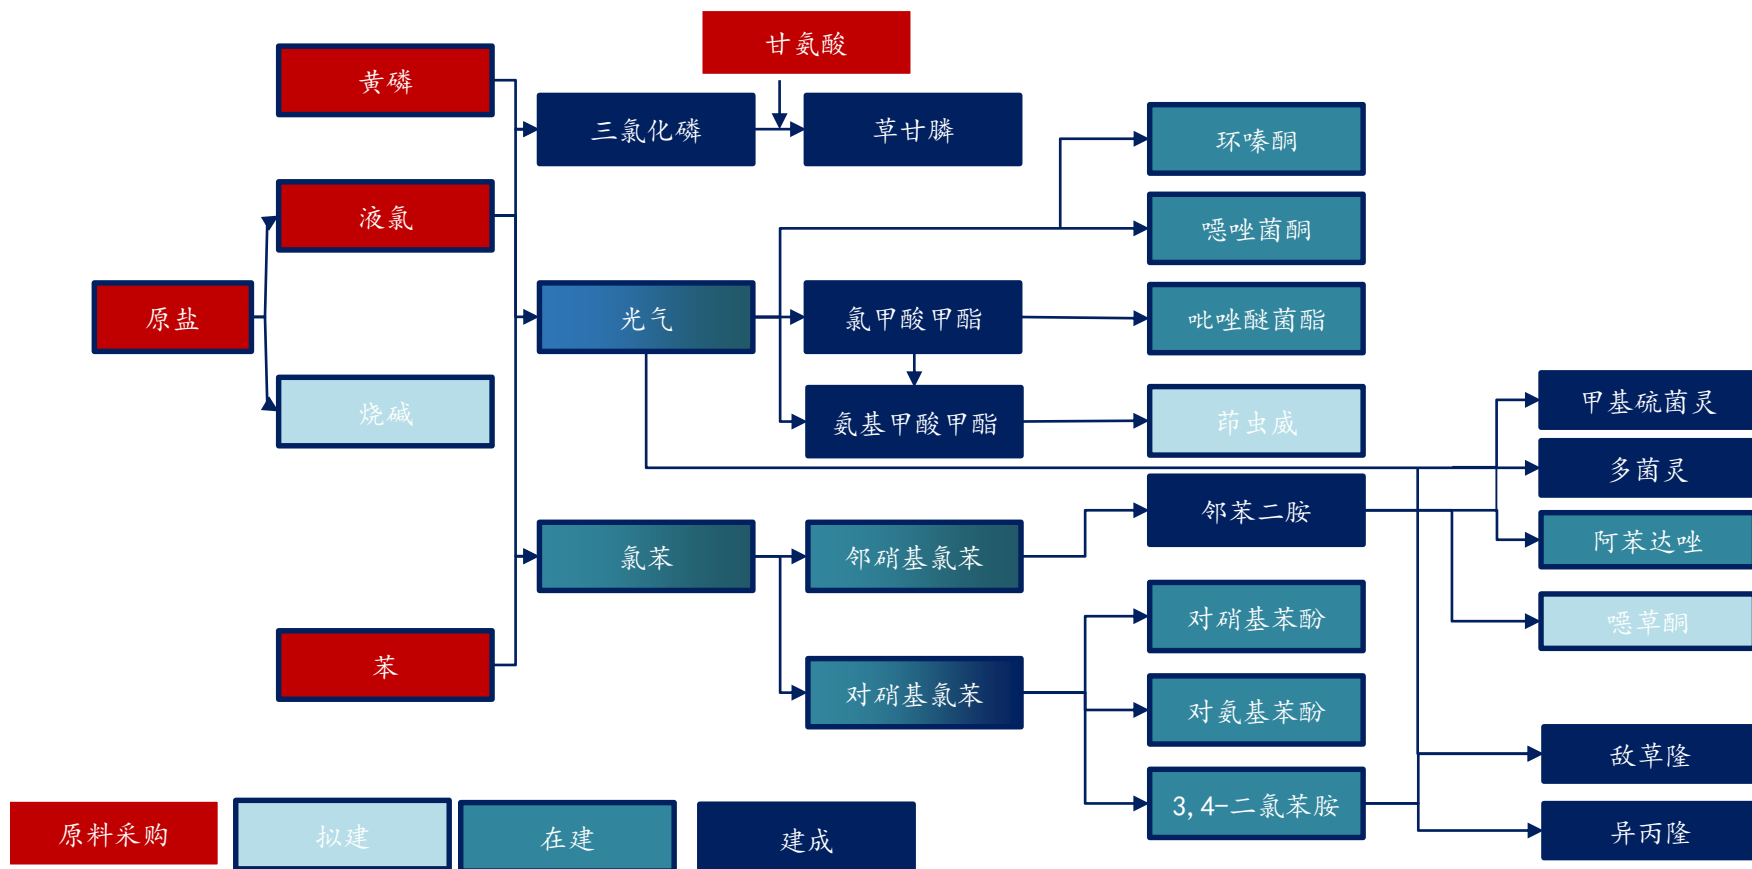 甘氨酸
黄磷
三氯化磷
草甘膦
环嗪酮
液氯
噁唑菌酮
原盐
光气
氯甲酸甲酯
吡唑醚菌酯
烧碱
氨基甲酸甲酯
茚虫威
甲基硫菌灵
多菌灵
邻苯二胺
阿苯达唑
氯苯
邻硝基氯苯
对硝基苯酚
噁草酮
苯
对硝基氯苯
对氨基苯酚
敌草隆
3,4-二氯苯胺
异丙隆
原料采购
拟建
在建
建成